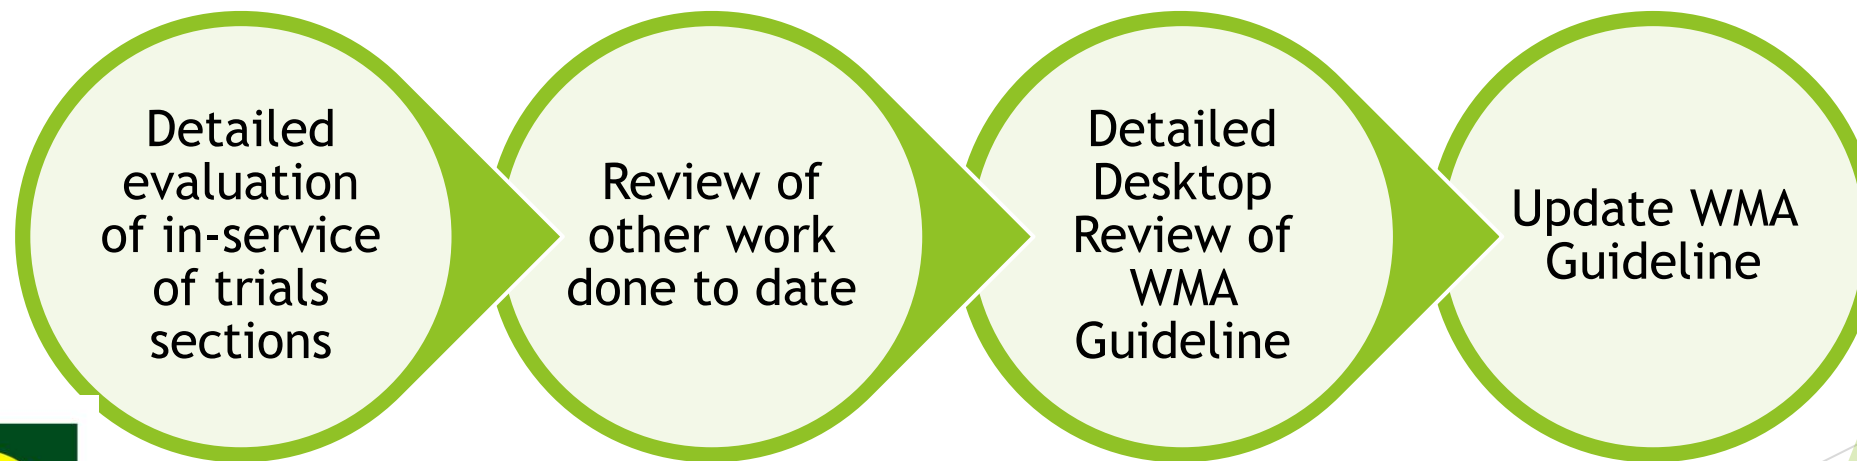 Detailed
evaluation
of in-service
of trials
sections
Review of
other work
done to date
Detailed
Desktop
Review of
WMA
Guideline
Update WMA
Guideline